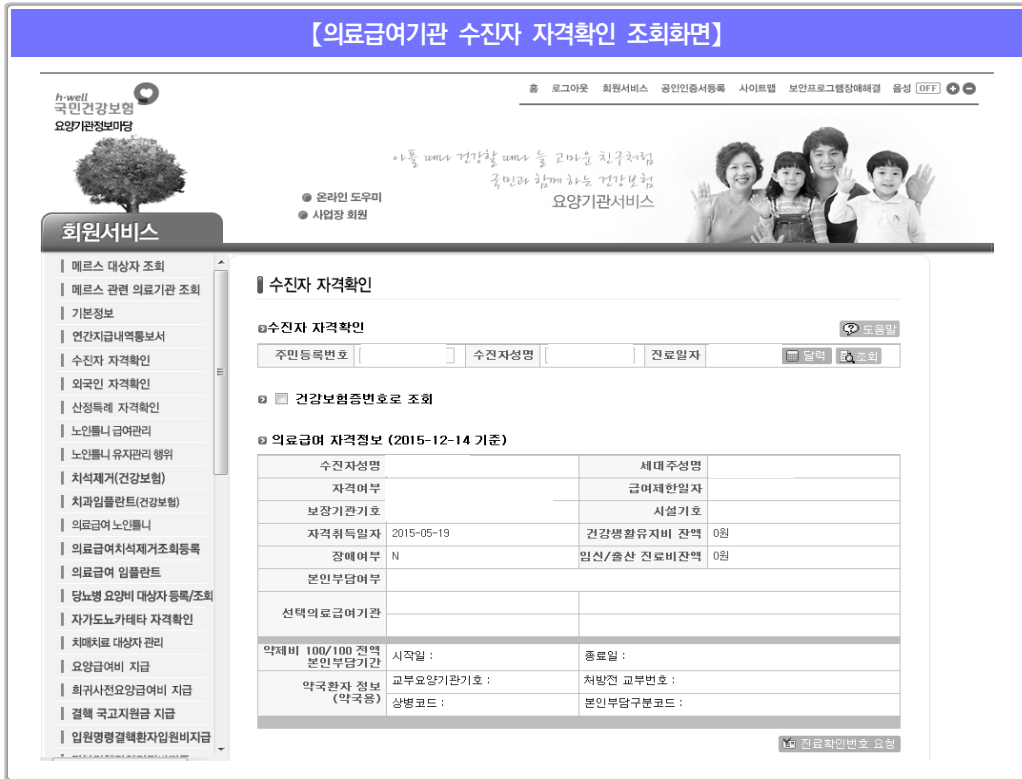 【의료급여기관 수진자 자격확인 조회화면】
홈 로그아웃 회원서비스 공인인증서등록 사이트맵 보안프로그램장애해결 음성 OFF
h·well
국민건강보험
요양기관정보마당
아플 때나 건강할 때나 늘 고마운 친구처럼
국민과 함께 하는 건강보험
요양기관서비스
온라인 도우미
사업장 회원
회원서비스
메르스 대상자 조회
메르스 관련 의료기관 조회
기본정보
연간지급내역통보서
수진자 자격확인
외국인 자격확인
산정특례 자격확인
노인틀니 급여관리
노인틀니 유지관리 행위
치석제거(건강보험)
치과임플란트(건강보험)
의료급여 노인틀니
의료급여치석제거조회등록
의료급여 임플란트
당뇨병 요양비 대상자 등록/조회
자가도뇨카테타 자격확인
치매치료 대상자 관리
요양급여비 지급
희귀사전요양급여비 지급
결핵 국고지원금 지급
입원명령결핵환자입원비지급
수진자 자격확인
수진자 자격확인 도움말
주민등록번호 수진자성명 진료일자 달력 조회
건강보험증번호로 조회
의료급여 자격정보 (2015-12-14 기준)
수진자성명 세대주성명
자격여부 급여제한일자
보장기관기호 시설기호
자격취득일자 2015-05-19 건강생활유지비 잔액 0원
장애여부 N 임신/출산 진료비잔액 0원
본인부담여부
선택의료급여기관
약제비 100/100 전액
본인부담기간 시작일 : 종료일 :
약국환자 정보
(약국용) 교부요양기관기호 : 처방전 교부번호 :
상병코드 : 본인부담구분코드 :
진료확인번호 요청